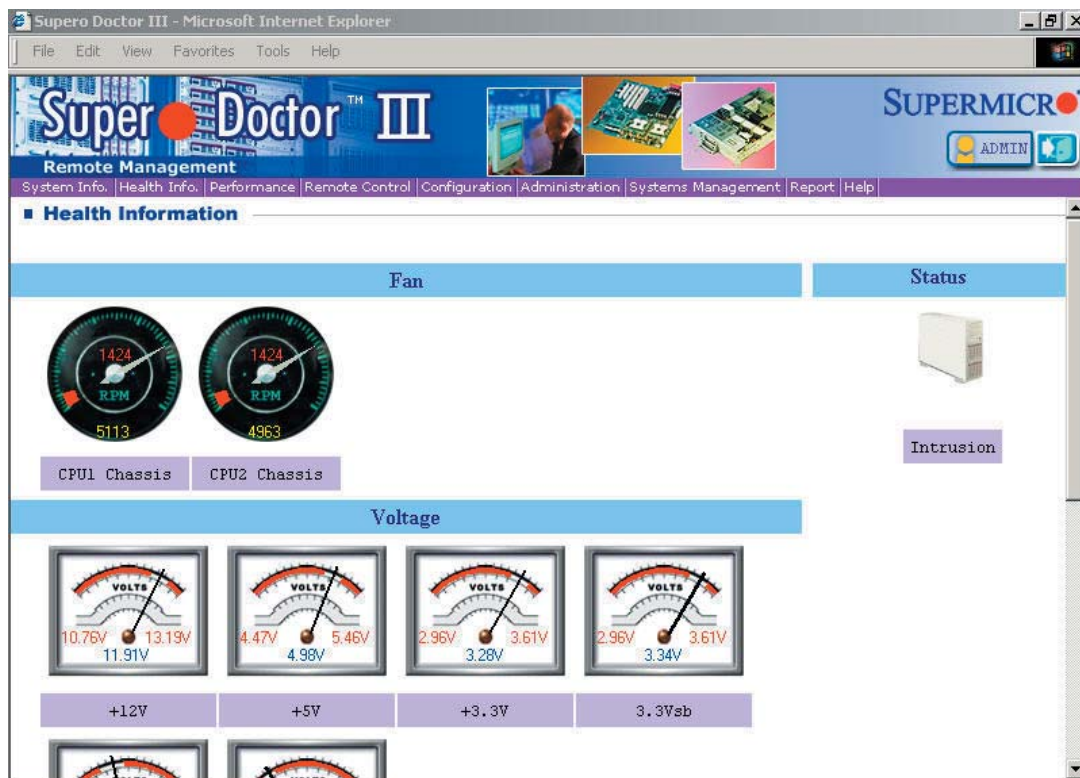 Supero Doctor III - Microsoft Internet Explorer
File Edit View Favorites Tools Help
Super Doctor™ III
Remote Management
SUPERMICRO
ADMIN
System Info. Health Info. Performance Remote Control Configuration Administration Systems Management Report Help
Health Information
Fan
Status
1424
RPM
5113
1424
RPM
4963
CPU1 Chassis
CPU2 Chassis
Intrusion
Voltage
VOLTS
10.76V 13.19V
11.91V
VOLTS
4.47V 5.46V
4.98V
VOLTS
2.96V 3.61V
3.28V
VOLTS
2.96V 3.61V
3.34V
+12V
+5V
+3.3V
3.3Vsb